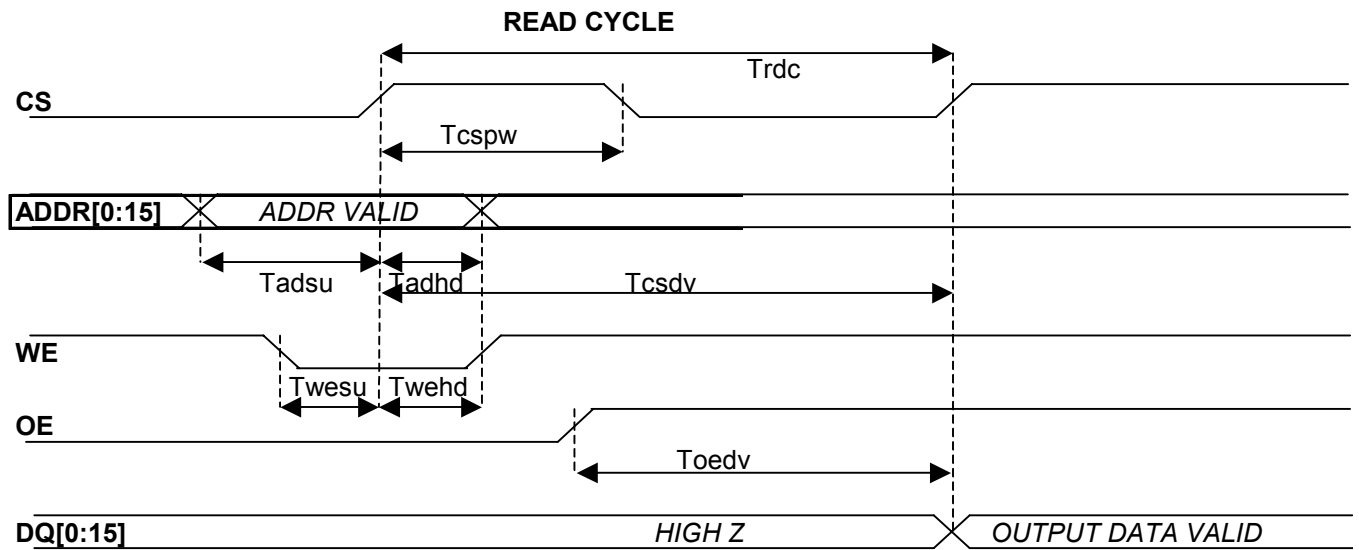 READ CYCLE
Trdc
CS
Tcspw
ADDR[0:15] ADDR VALID
Tadsu Tadhd Tcsdv
WE
Twesu Twehd
OE
Toedv
DQ[0:15] HIGH Z OUTPUT DATA VALID